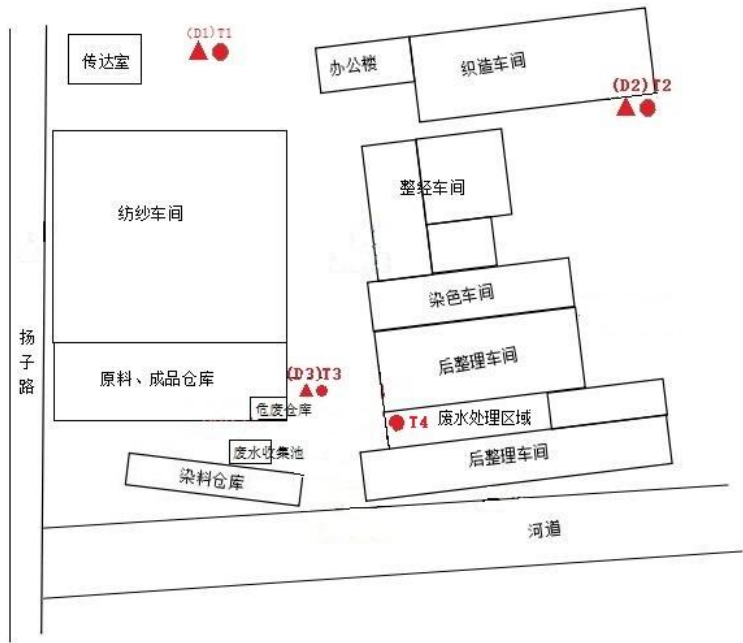 (D1)T1
传达室
办公楼
织造车间
(D2)T2
整经车间
纺纱车间
染色车间
扬子路
后整理车间
原料、成品仓库
(D3)T3
危废仓库
T4
废水处理区域
废水收集池
后整理车间
染料仓库
河道